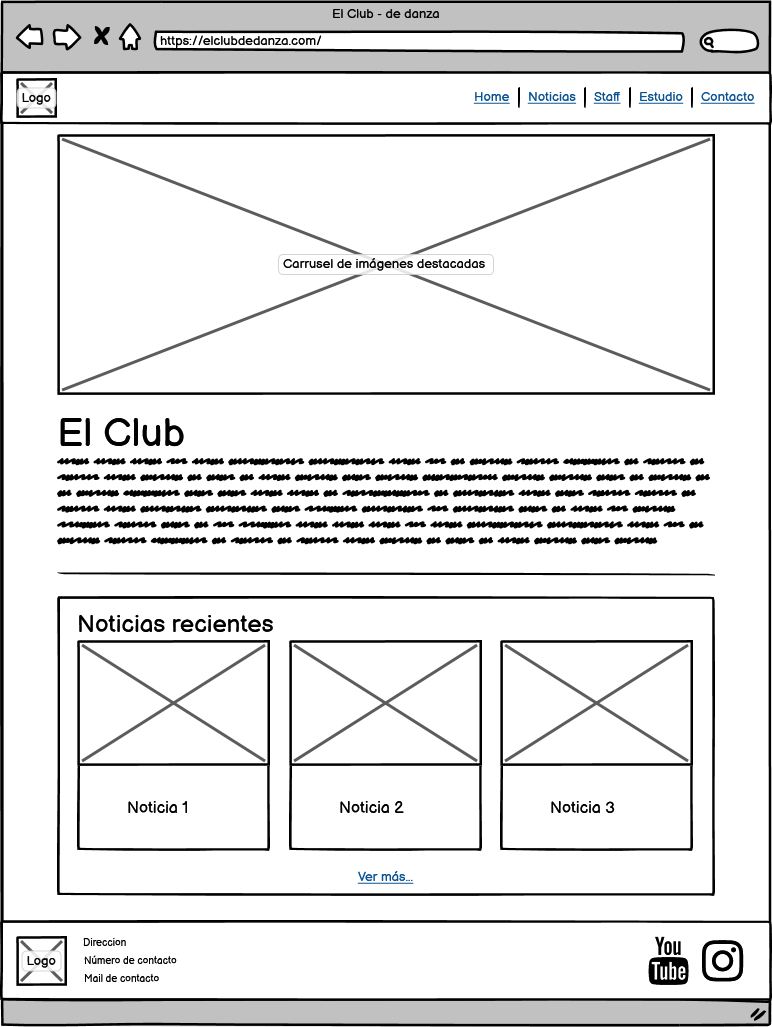 El Club - de danza
https://elclubdedanza.com/
Logo
Home | Noticias | Staff | Estudio | Contacto
Carrusel de imágenes destacadas
El Club
Noticias recientes
Noticia 1
Noticia 2
Noticia 3
Ver más...
Logo
Direccion
Número de contacto
Mail de contacto
You
Tube